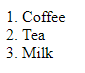 1. Coffee
2. Tea
3. Milk